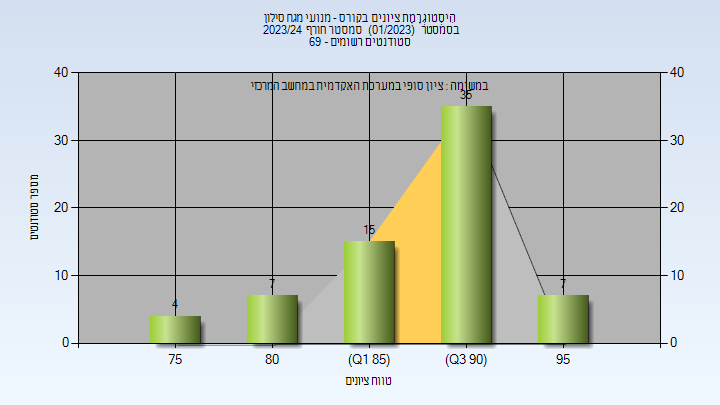 היסטוגרמת ציונים בקורס - מנועי מגח סילון
בסמסטר (01/2023) סמסטר חורף 2023/24
סטודנטים רשומים - 69
במשימה : ציון סופי במערכת האקדמית במחשב המרכזי
מספר סטודנטים
40
30
20
10
0
40
30
20
10
0
4
7
15
35
7
75
80
(Q1 85)
(Q3 90)
95
טווח ציונים